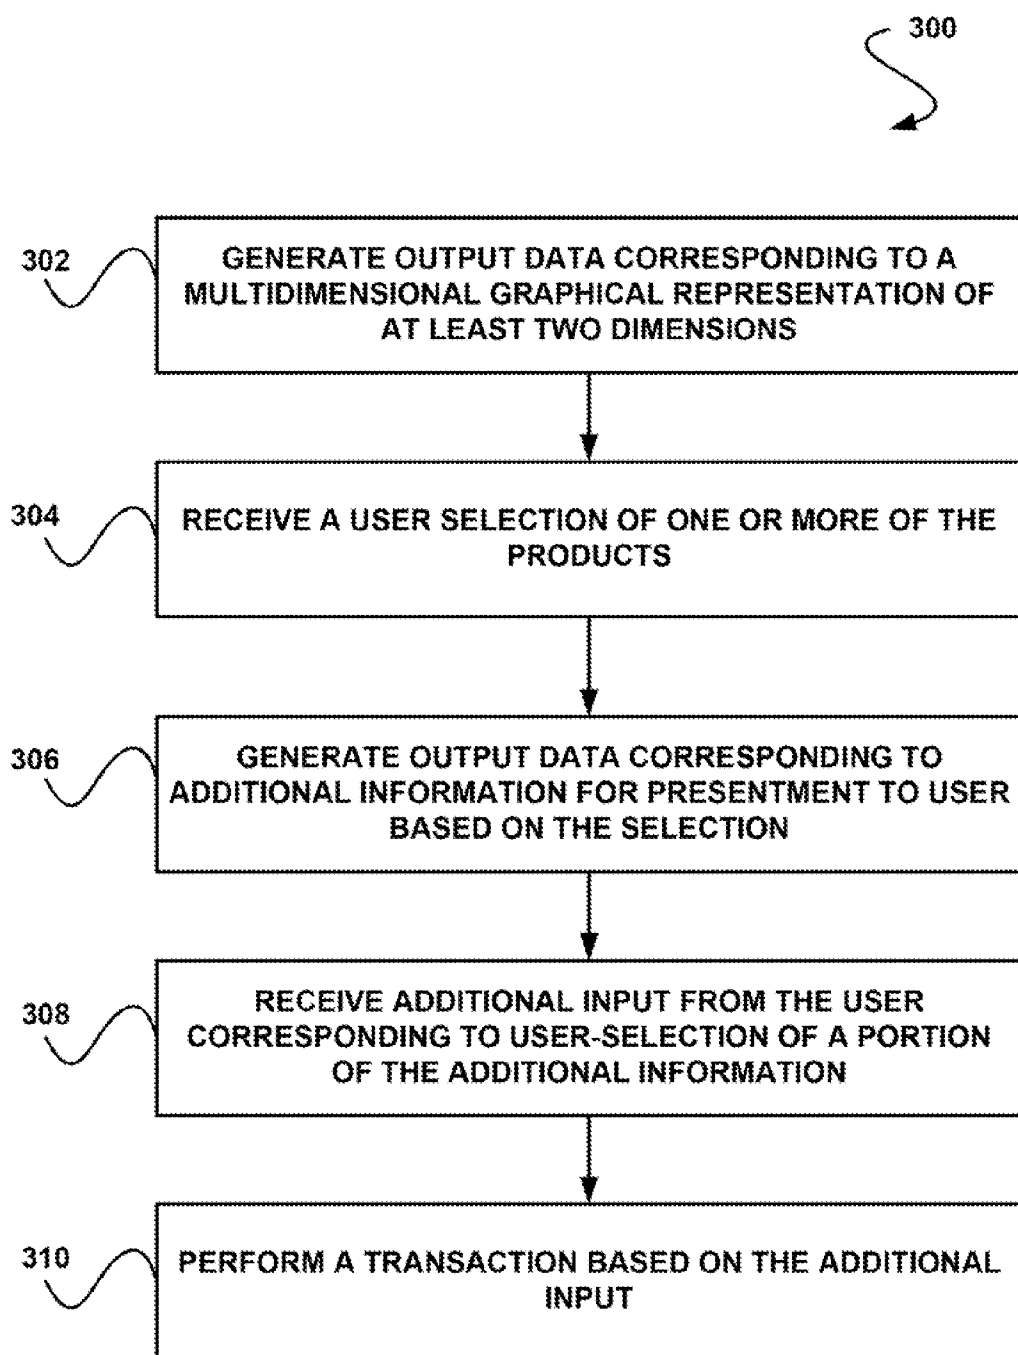 300
302
GENERATE OUTPUT DATA CORRESPONDING TO A
MULTIDIMENSIONAL GRAPHICAL REPRESENTATION OF
AT LEAST TWO DIMENSIONS
304
RECEIVE A USER SELECTION OF ONE OR MORE OF THE
PRODUCTS
306
GENERATE OUTPUT DATA CORRESPONDING TO
ADDITIONAL INFORMATION FOR PRESENTMENT TO USER
BASED ON THE SELECTION
308
RECEIVE ADDITIONAL INPUT FROM THE USER
CORRESPONDING TO USER-SELECTION OF A PORTION
OF THE ADDITIONAL INFORMATION
310
PERFORM A TRANSACTION BASED ON THE ADDITIONAL
INPUT